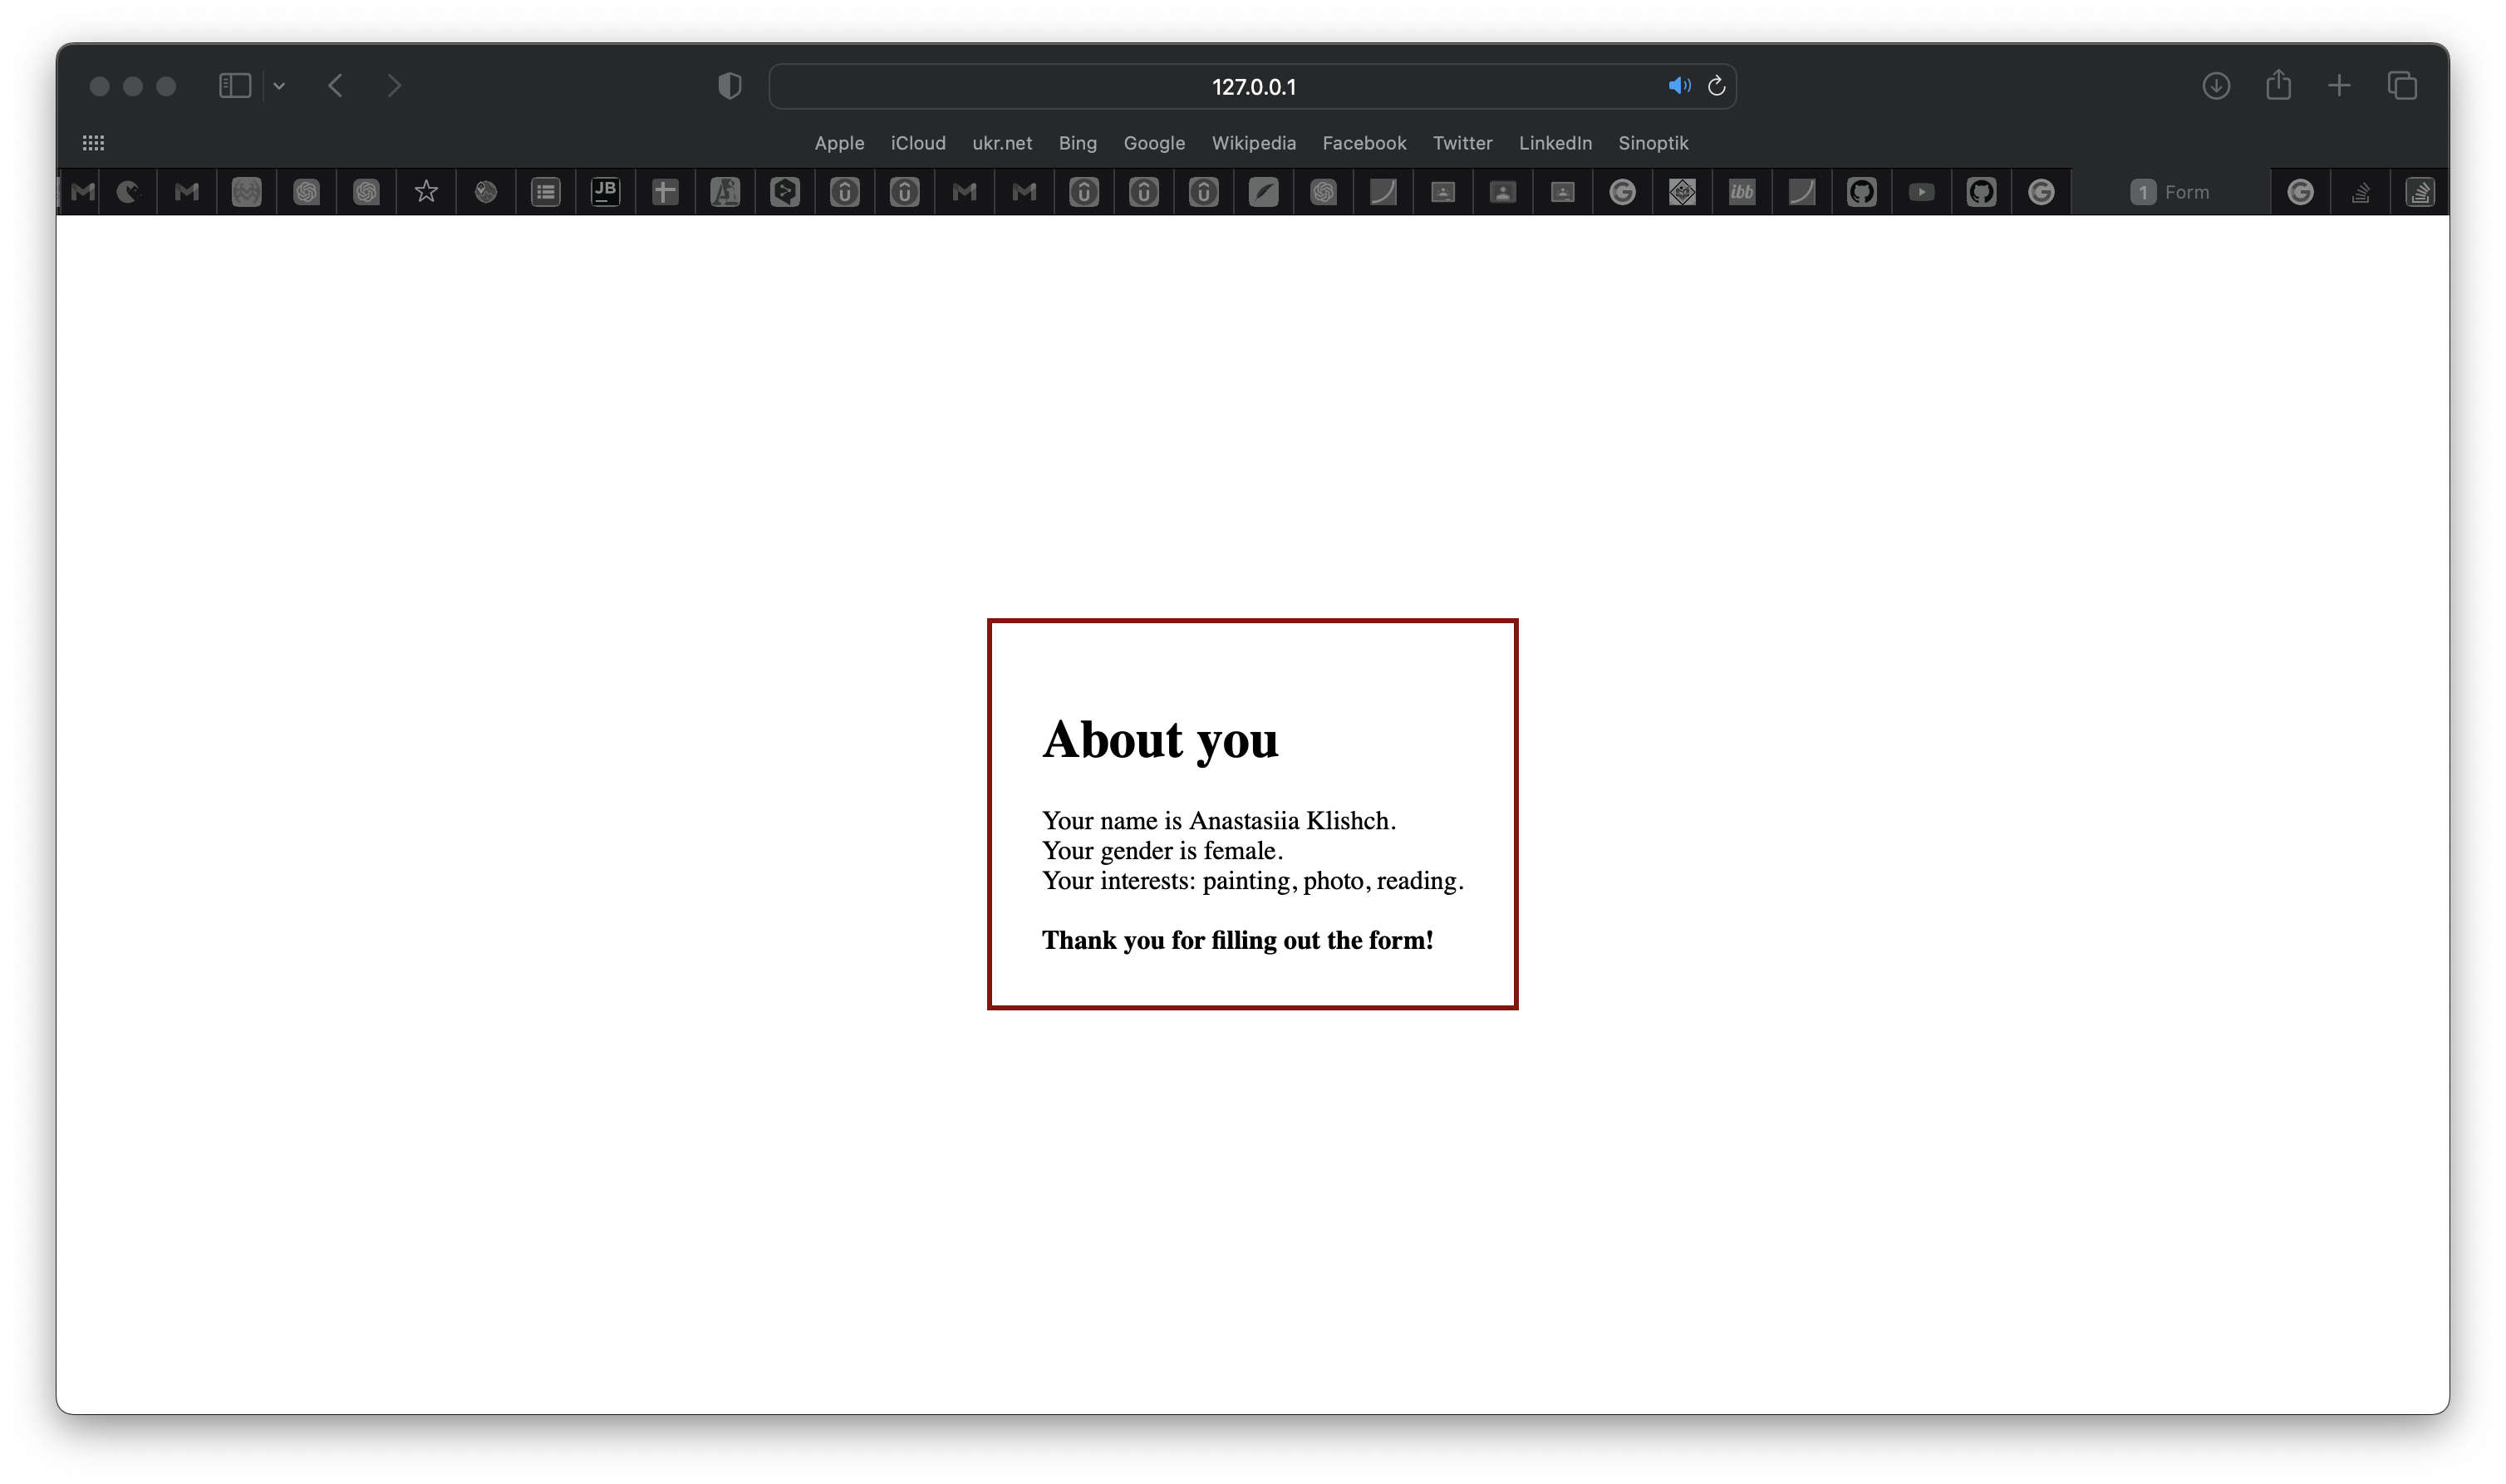 127.0.0.1
Apple iCloud ukr.net Bing Google Wikipedia Facebook Twitter LinkedIn Sinoptik
JB Ai ibb 1 Form
About you
Your name is Anastasiia Klishch.
Your gender is female.
Your interests: painting, photo, reading.
Thank you for filling out the form!